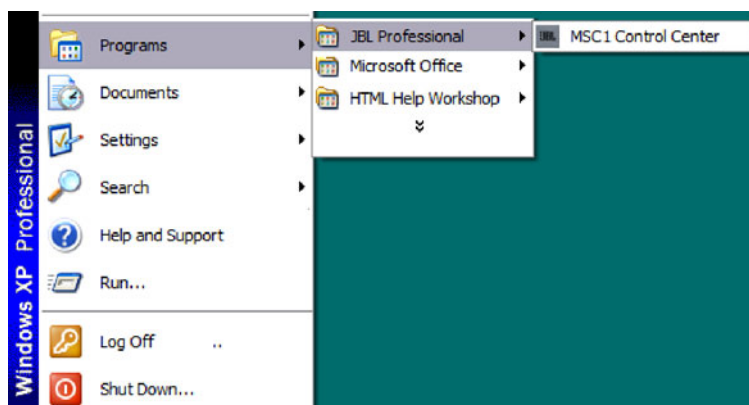 Windows XP Professional
Programs
Documents
Settings
Search
Help and Support
Run...
Log Off ..
Shut Down...
JBL Professional
Microsoft Office
HTML Help Workshop
JBL MSC1 Control Center